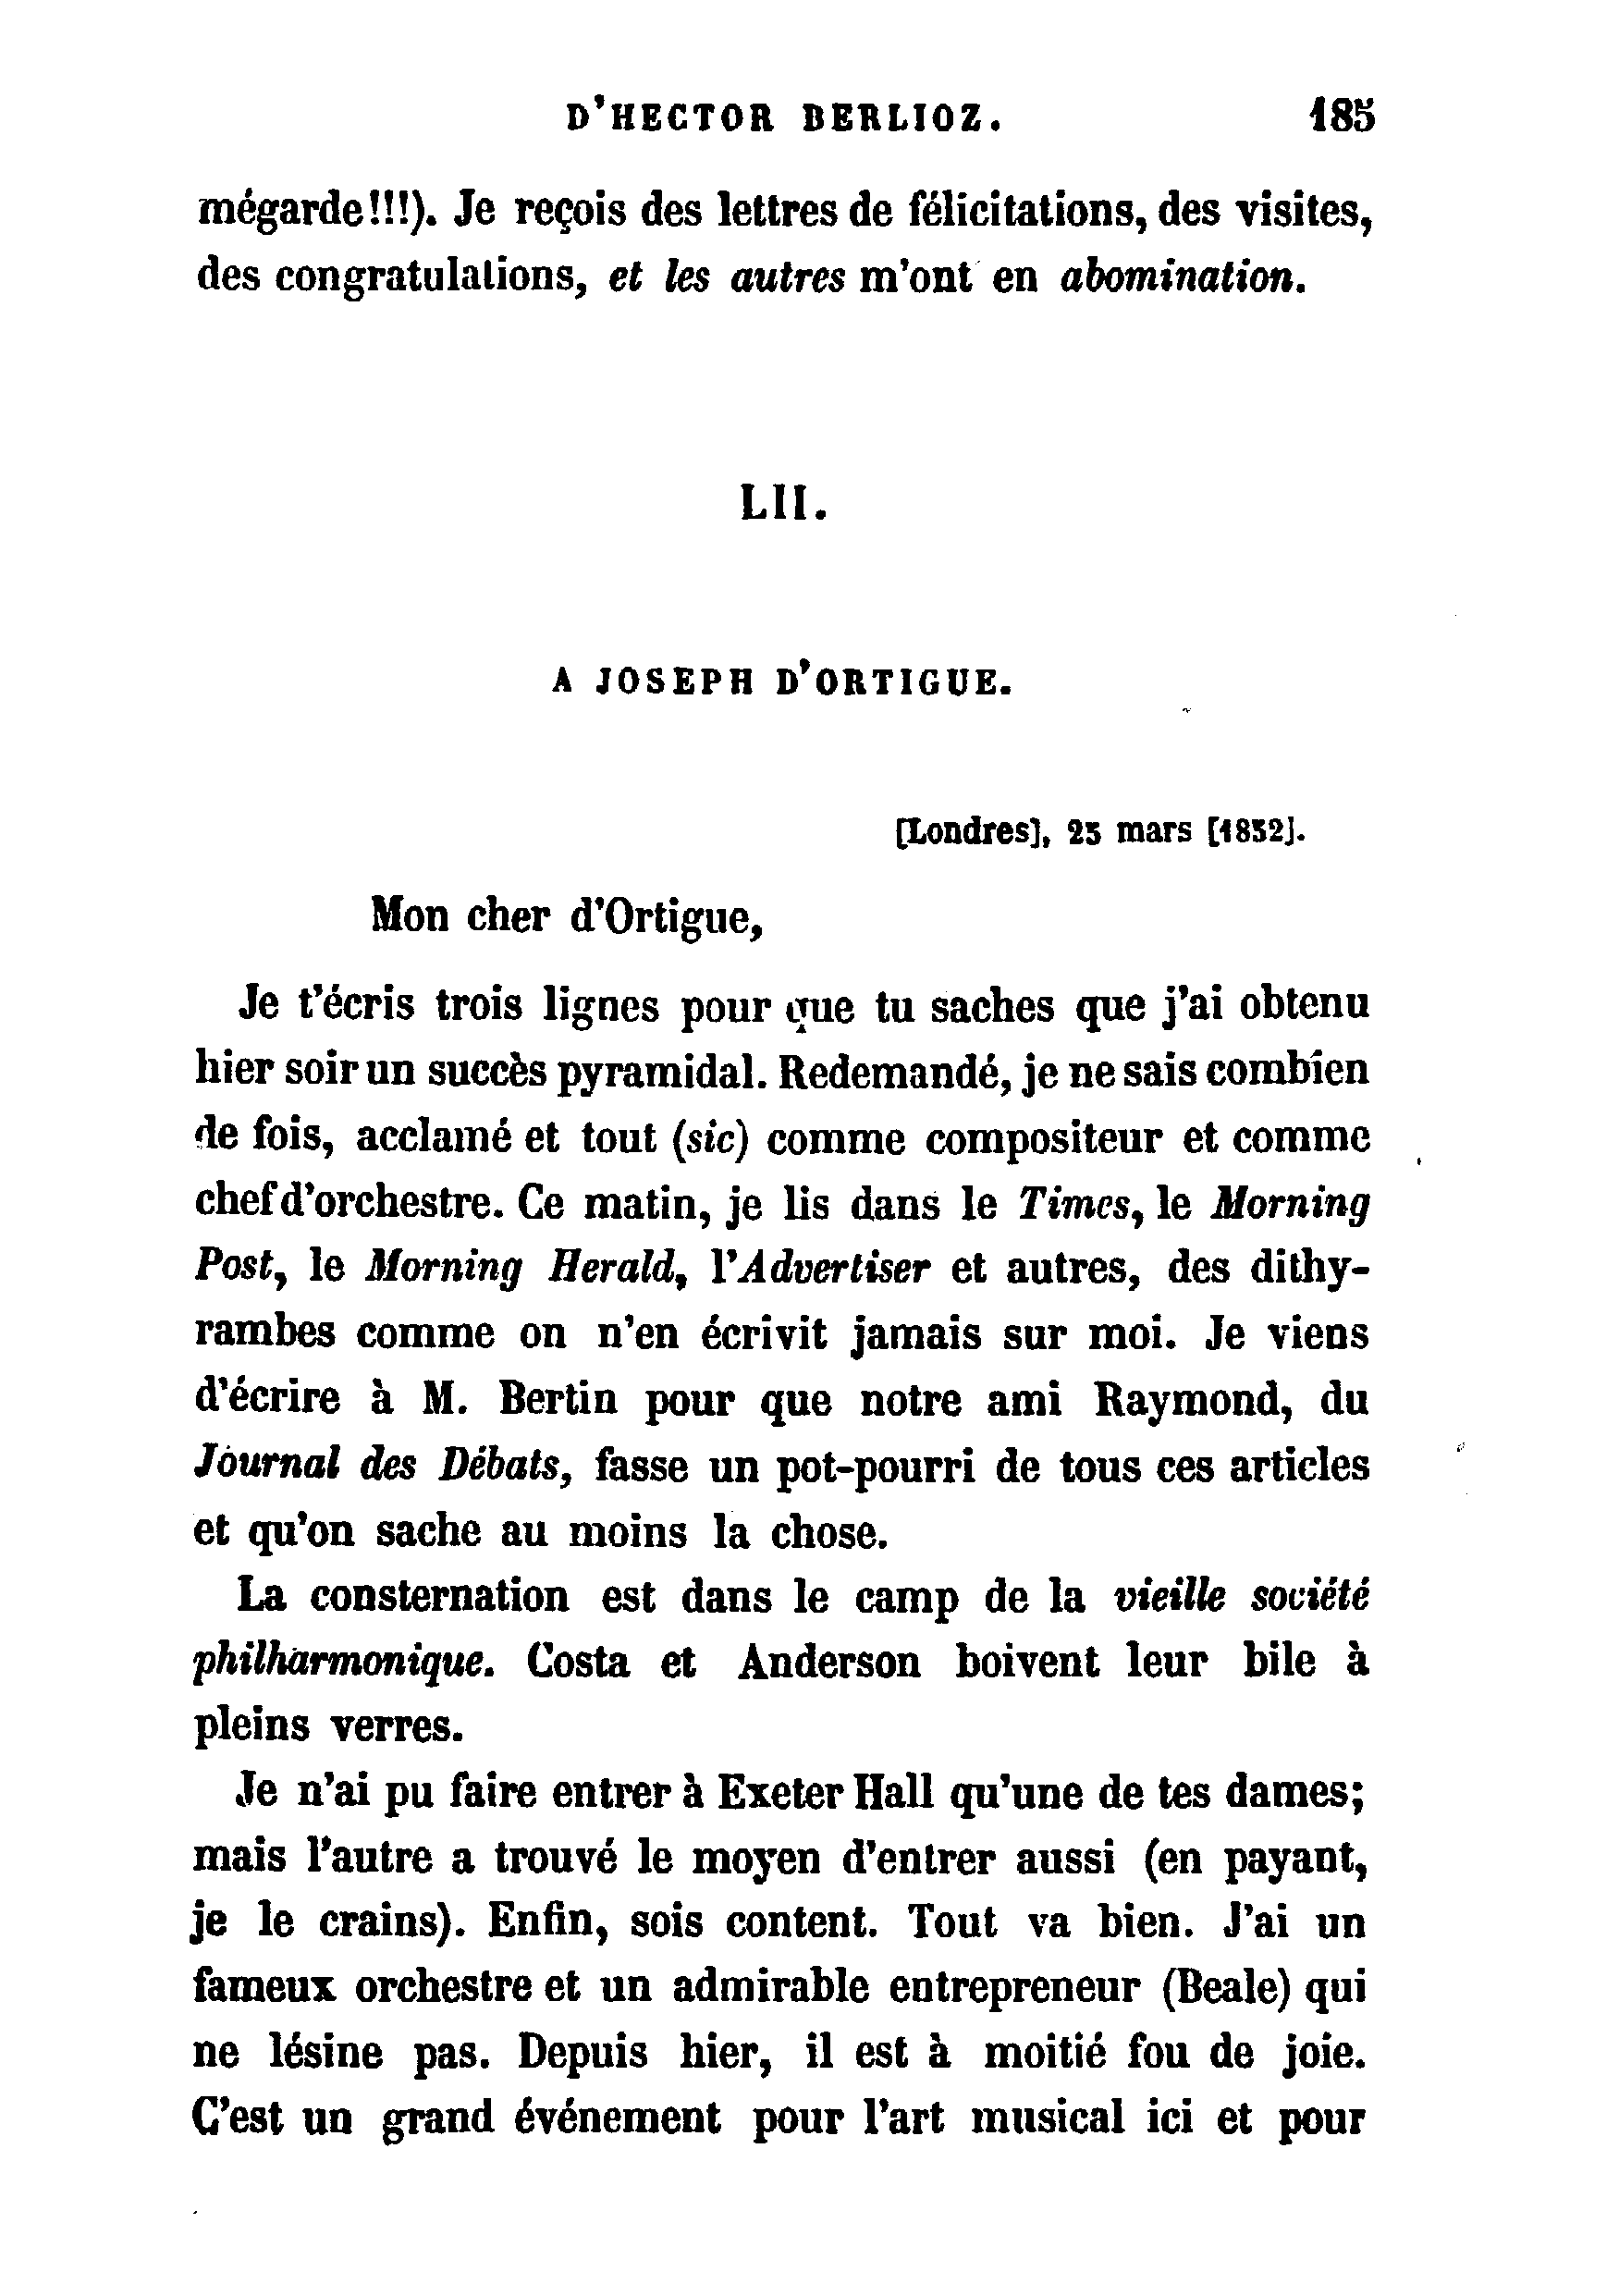 D'HECTOR BERLIOZ. 185
mégarde!!!). Je reçois des lettres de félicitations, des visites,
des congratulations, et les autres m'ont en abomination.
LII.
A JOSEPH D'ORTIGUE.
[Londres], 25 mars [1852].
Mon cher d'Ortigue,
Je t'écris trois lignes pour que tu saches que j'ai obtenu
hier soir un succès pyramidal. Redemandé, je ne sais combien
de fois, acclamé et tout (sic) comme compositeur et comme
chef d'orchestre. Ce matin, je lis dans le Times, le Morning
Post, le Morning Herald, l'Advertiser et autres, des dithy-
rambes comme on n'en écrivit jamais sur moi. Je viens
d'écrire à M. Bertin pour que notre ami Raymond, du
Journal des Débats, fasse un pot-pourri de tous ces articles
et qu'on sache au moins la chose.
La consternation est dans le camp de la vieille société
philharmonique. Costa et Anderson boivent leur bile à
pleins verres.
Je n'ai pu faire entrer à Exeter Hall qu'une de tes dames;
mais l'autre a trouvé le moyen d'entrer aussi (en payant,
je le crains). Enfin, sois content. Tout va bien. J'ai un
fameux orchestre et un admirable entrepreneur (Beale) qui
ne lésine pas. Depuis hier, il est à moitié fou de joie.
C'est un grand événement pour l'art musical ici et pour